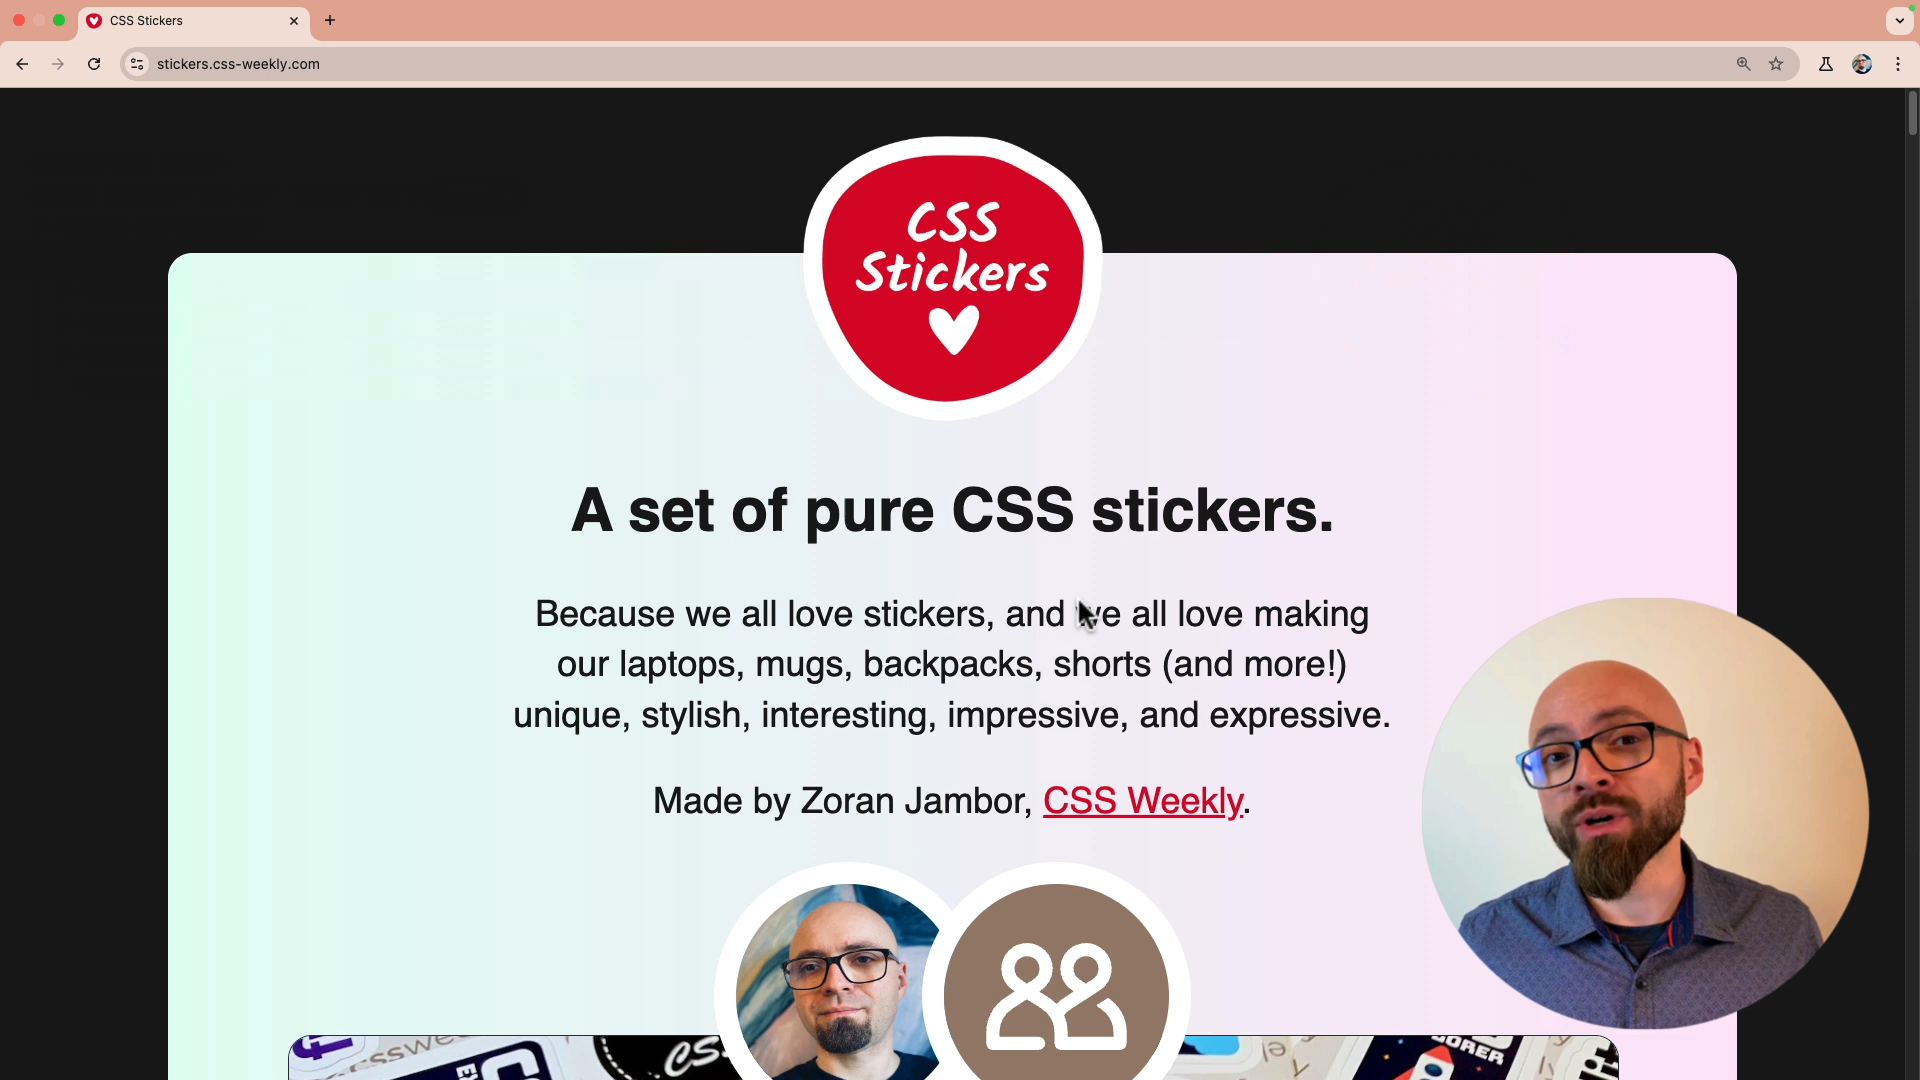 CSS Stickers
stickers.css-weekly.com
CSS
Stickers
A set of pure CSS stickers.
Because we all love stickers, and we all love making
our laptops, mugs, backpacks, shorts (and more!)
unique, stylish, interesting, impressive, and expressive.
Made by Zoran Jambor, CSS Weekly.